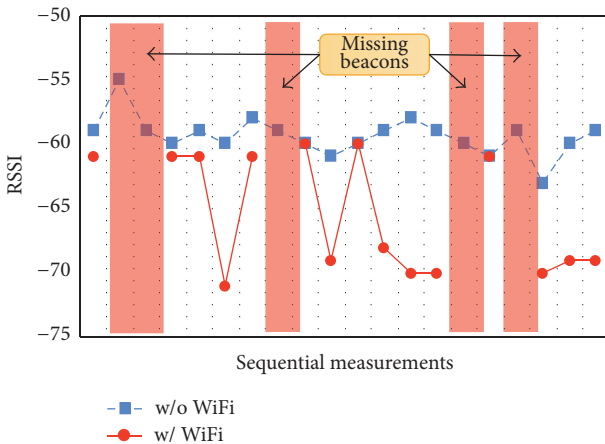 −50
−55
−60
−65
−70
−75
RSSI
Missing
beacons
Sequential measurements
w/o WiFi
w/ WiFi